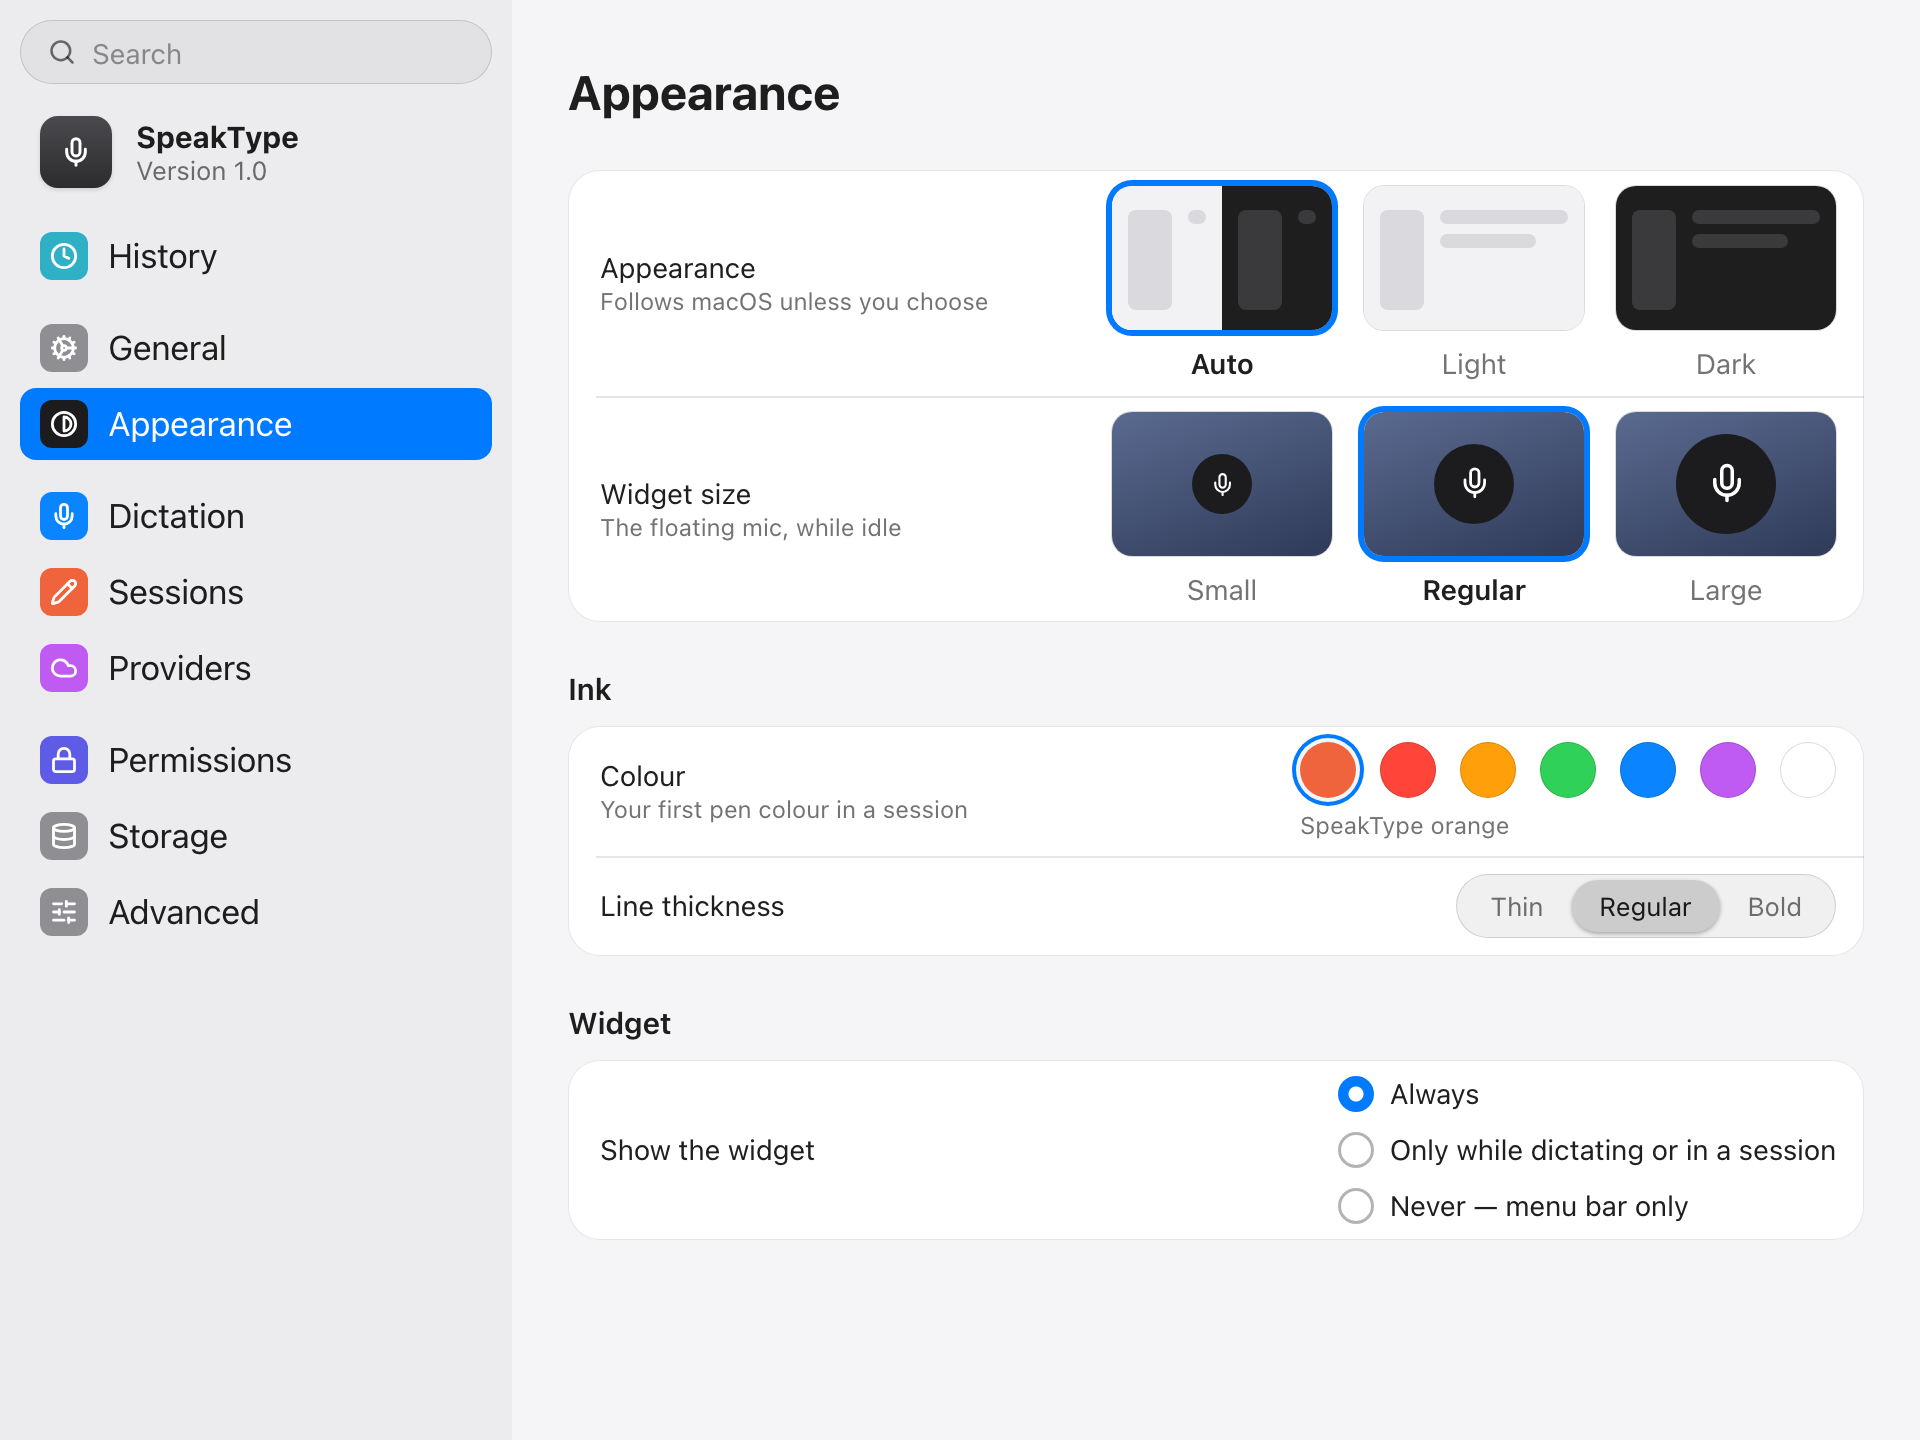 Search
SpeakType
Version 1.0
History
General
Appearance
Dictation
Sessions
Providers
Permissions
Storage
Advanced
Appearance
Appearance
Follows macOS unless you choose
Auto
Light
Dark
Widget size
The floating mic, while idle
Small
Regular
Large
Ink
Colour
Your first pen colour in a session
SpeakType orange
Line thickness
Thin
Regular
Bold
Widget
Show the widget
Always
Only while dictating or in a session
Never — menu bar only